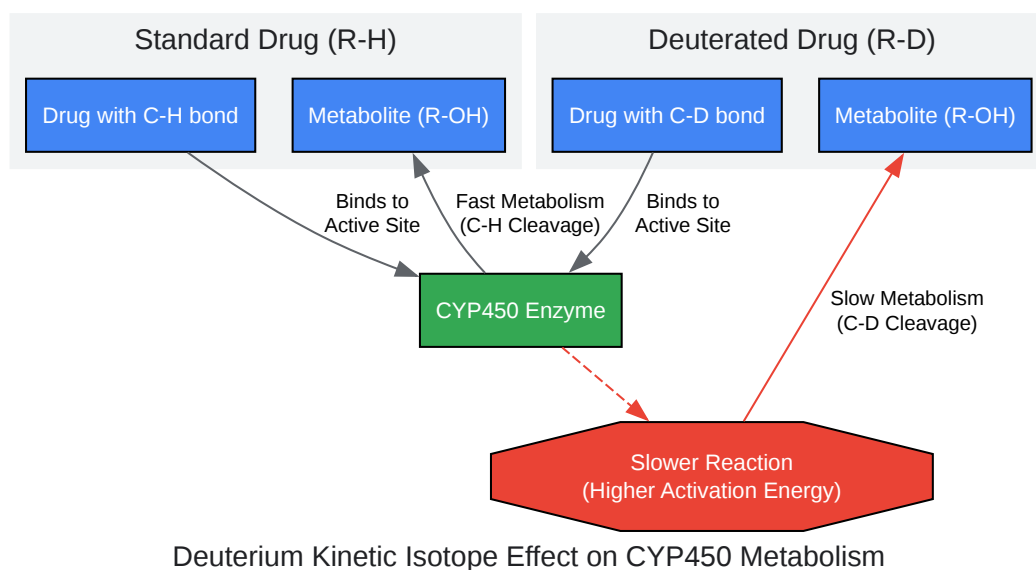 Standard Drug (R-H)
Deuterated Drug (R-D)
Drug with C-H bond
Metabolite (R-OH)
Drug with C-D bond
Metabolite (R-OH)
Binds to
Active Site
Fast Metabolism
(C-H Cleavage)
Binds to
Active Site
CYP450 Enzyme
Slow Metabolism
(C-D Cleavage)
Slower Reaction
(Higher Activation Energy)
Deuterium Kinetic Isotope Effect on CYP450 Metabolism